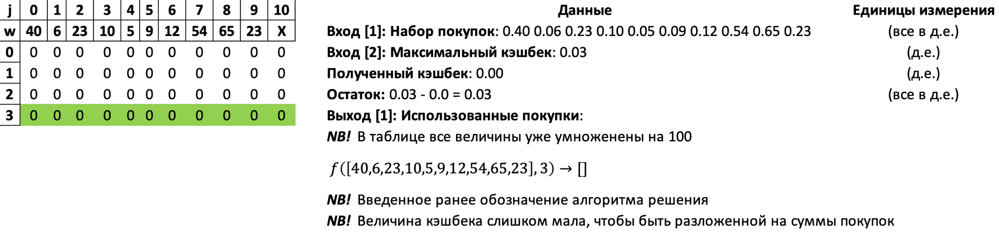 j 0 1 2 3 4 5 6 7 8 9 10
w 40 6 23 10 5 9 12 54 65 23 X
0 0 0 0 0 0 0 0 0 0 0 0
1 0 0 0 0 0 0 0 0 0 0 0
2 0 0 0 0 0 0 0 0 0 0 0
3 0 0 0 0 0 0 0 0 0 0 0
Данные Единицы измерения
Вход [1]: Набор покупок: 0.40 0.06 0.23 0.10 0.05 0.09 0.12 0.54 0.65 0.23 (все в д.е.)
Вход [2]: Максимальный кэшбек: 0.03 (д.е.)
Полученный кэшбек: 0.00 (д.е.)
Остаток: 0.03 - 0.0 = 0.03 (все в д.е.)
Выход [1]: Использованные покупки:
NB! В таблице все величины уже умноженены на 100
f([40,6,23,10,5,9,12,54,65,23], 3) → []
NB! Введенное ранее обозначение алгоритма решения
NB! Величина кэшбека слишком мала, чтобы быть разложенной на суммы покупок